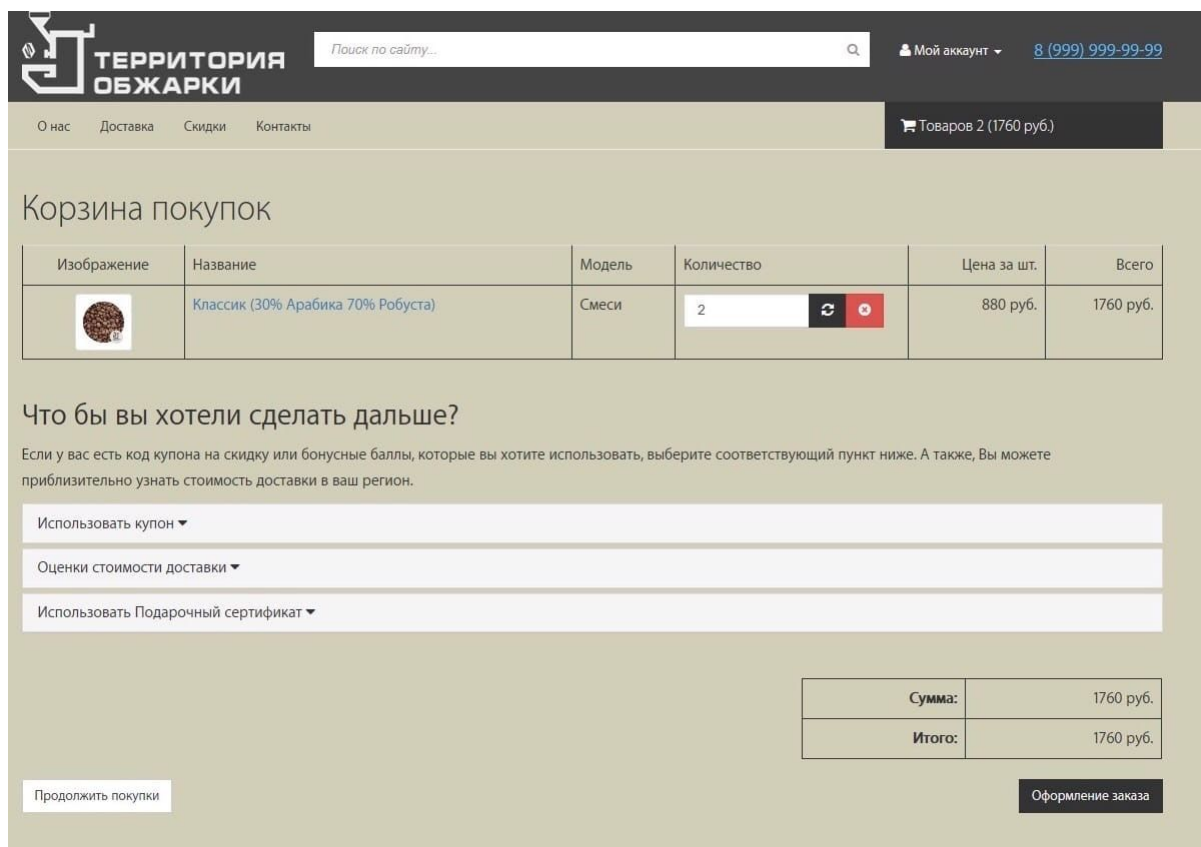 ТЕРРИТОРИЯ
ОБЖАРКИ
Поиск по сайту...
Мой аккаунт
8 (999) 999-99-99
О нас Доставка Скидки Контакты
Товаров 2 (1760 руб.)
Корзина покупок
Изображение Название Модель Количество Цена за шт. Всего
Классик (30% Арабика 70% Робуста) Смеси 2 880 руб. 1760 руб.
Что бы вы хотели сделать дальше?
Если у вас есть код купона на скидку или бонусные баллы, которые вы хотите использовать, выберите соответствующий пункт ниже. А также, Вы можете
приблизительно узнать стоимость доставки в ваш регион.
Использовать купон
Оценки стоимости доставки
Использовать Подарочный сертификат
Сумма: 1760 руб.
Итого: 1760 руб.
Продолжить покупки Оформление заказа